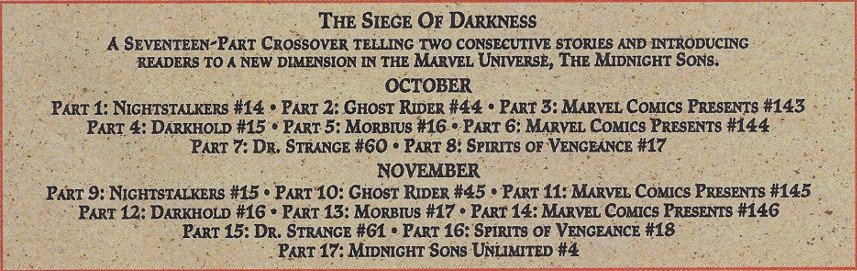 The Siege Of Darkness
A Seventeen-Part Crossover telling two consecutive stories and introducing
readers to a new dimension in the Marvel Universe, The Midnight Sons.
OCTOBER
Part 1: Nightstalkers #14 • Part 2: Ghost Rider #44 • Part 3: Marvel Comics Presents #143
Part 4: Darkhold #15 • Part 5: Morbius #16 • Part 6: Marvel Comics Presents #144
Part 7: Dr. Strange #60 • Part 8: Spirits of Vengeance #17
NOVEMBER
Part 9: Nightstalkers #15 • Part 10: Ghost Rider #45 • Part 11: Marvel Comics Presents #145
Part 12: Darkhold #16 • Part 13: Morbius #17 • Part 14: Marvel Comics Presents #146
Part 15: Dr. Strange #61 • Part 16: Spirits of Vengeance #18
Part 17: Midnight Sons Unlimited #4